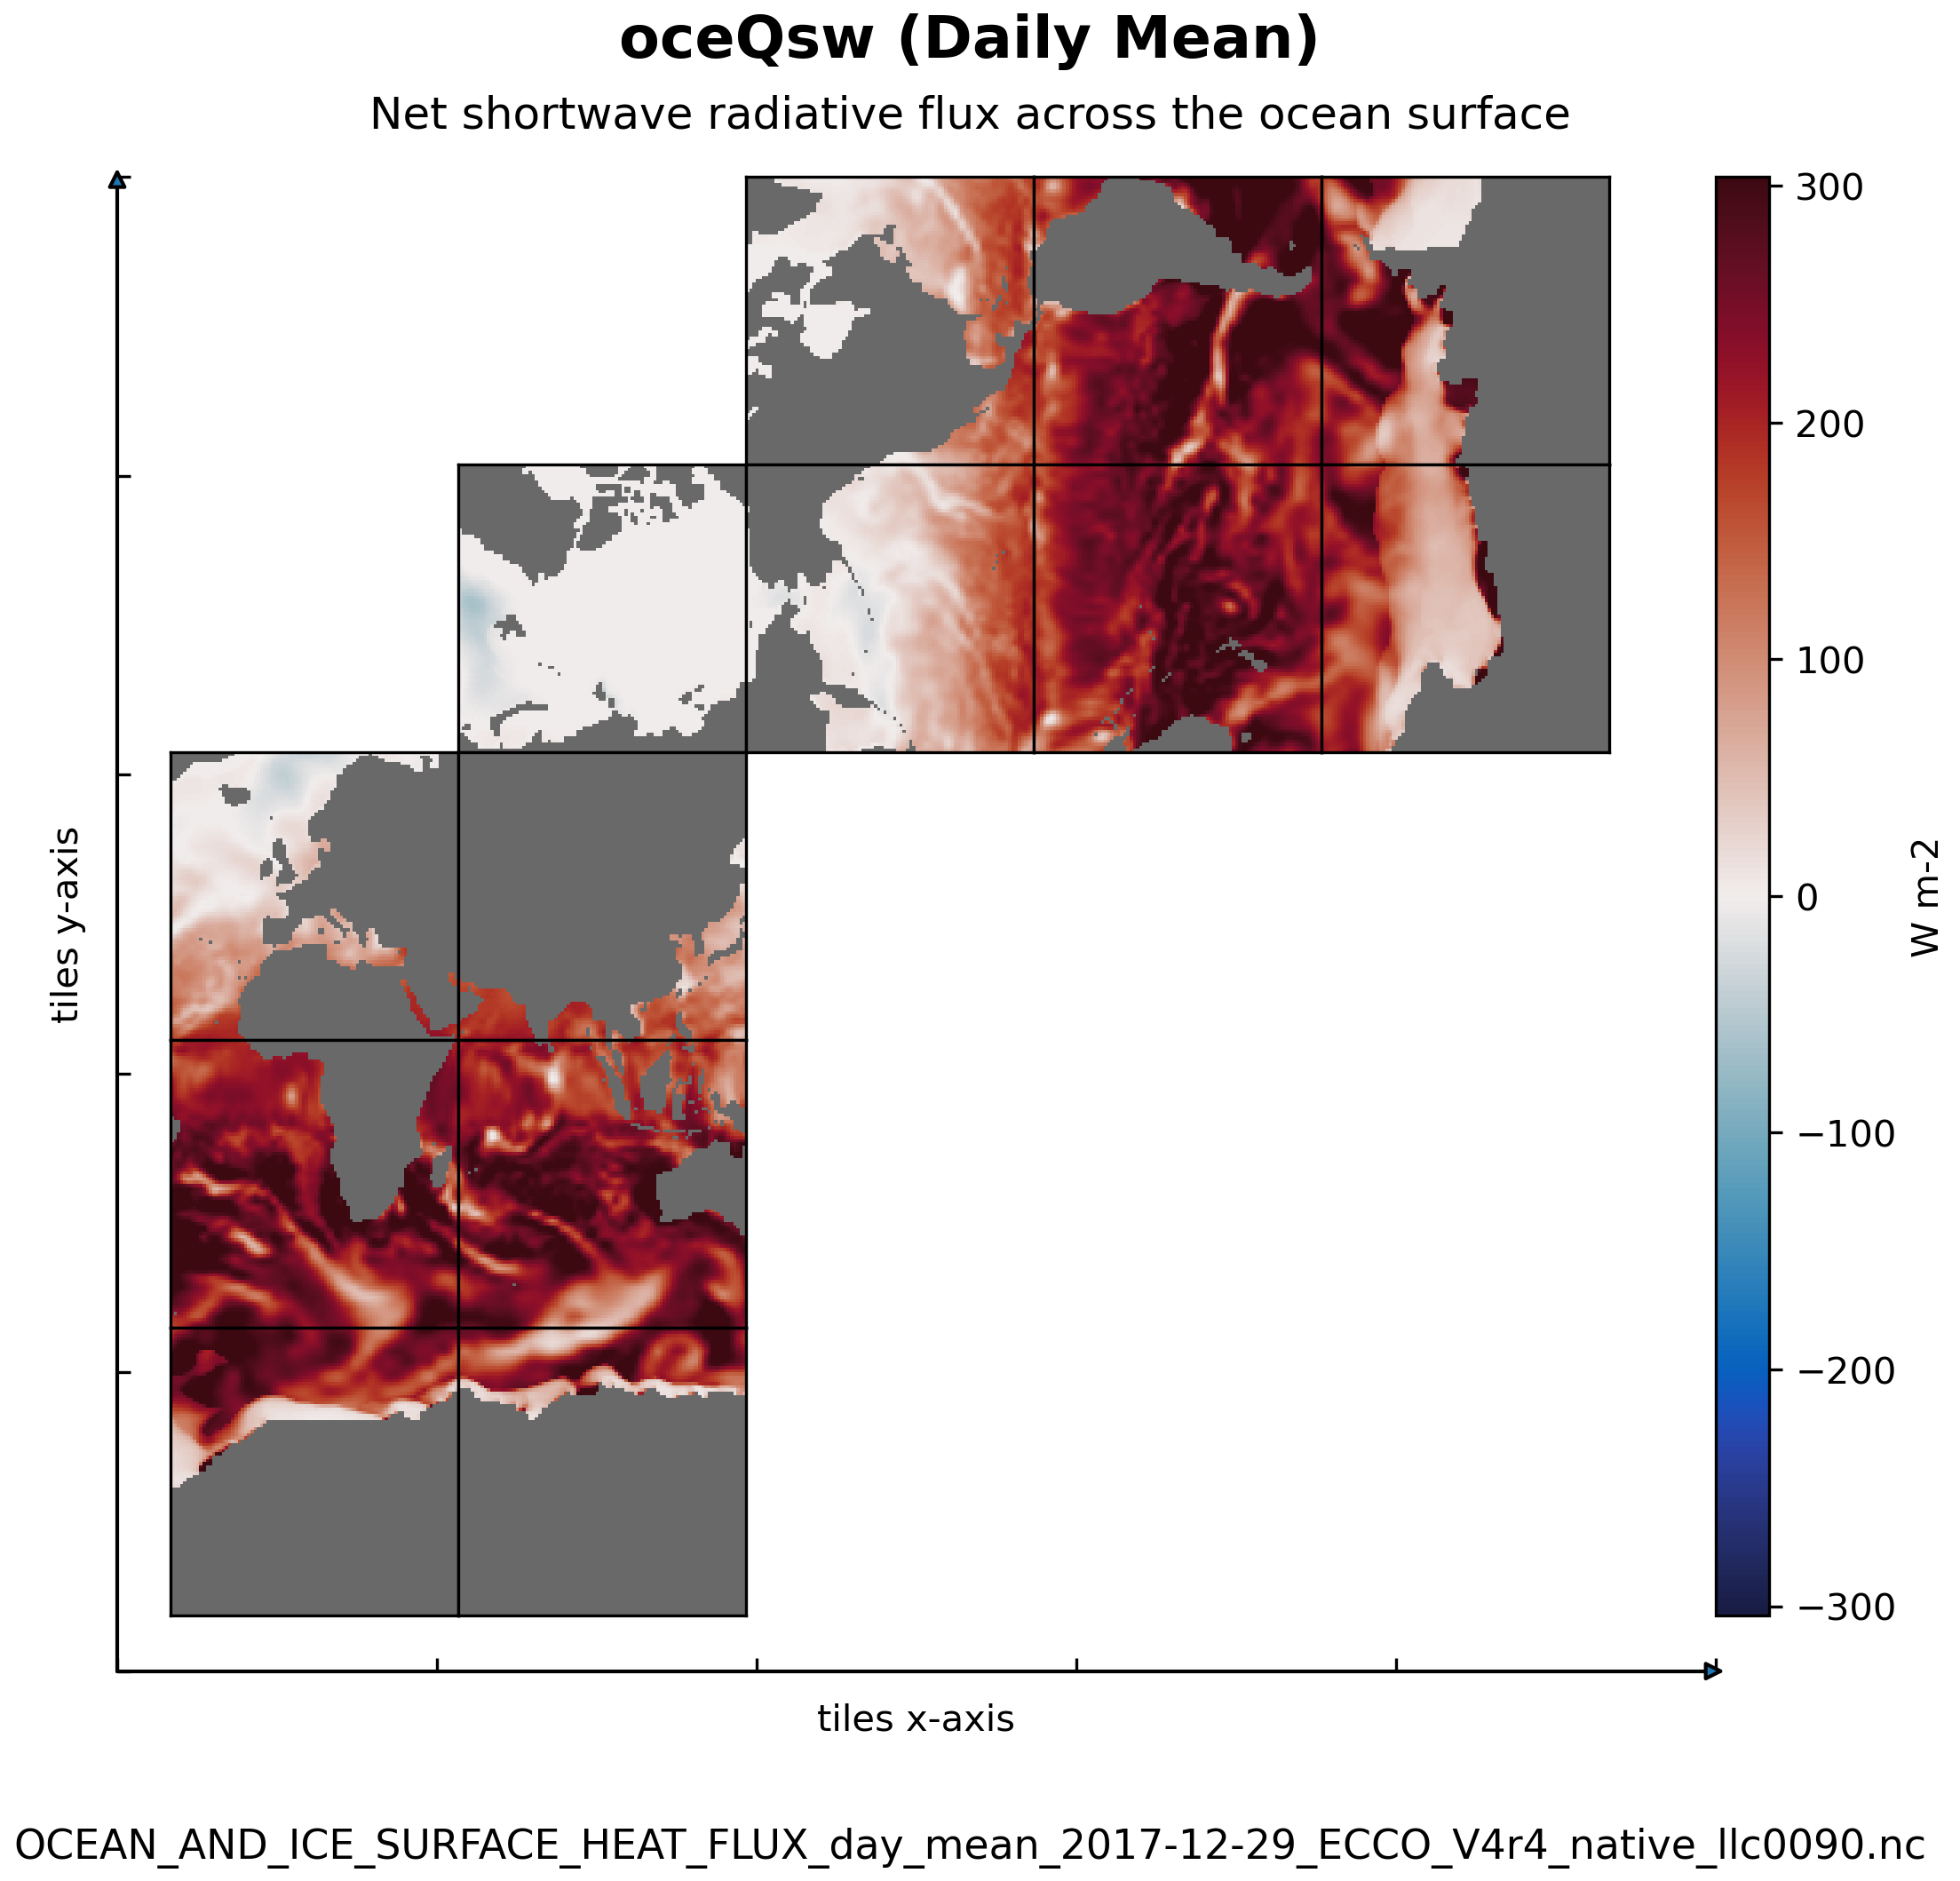 oceQsw (Daily Mean)
Net shortwave radiative flux across the ocean surface
300
200
100
0
−100
−200
−300
W m-2
tiles y-axis
tiles x-axis
OCEAN_AND_ICE_SURFACE_HEAT_FLUX_day_mean_2017-12-29_ECCO_V4r4_native_llc0090.nc